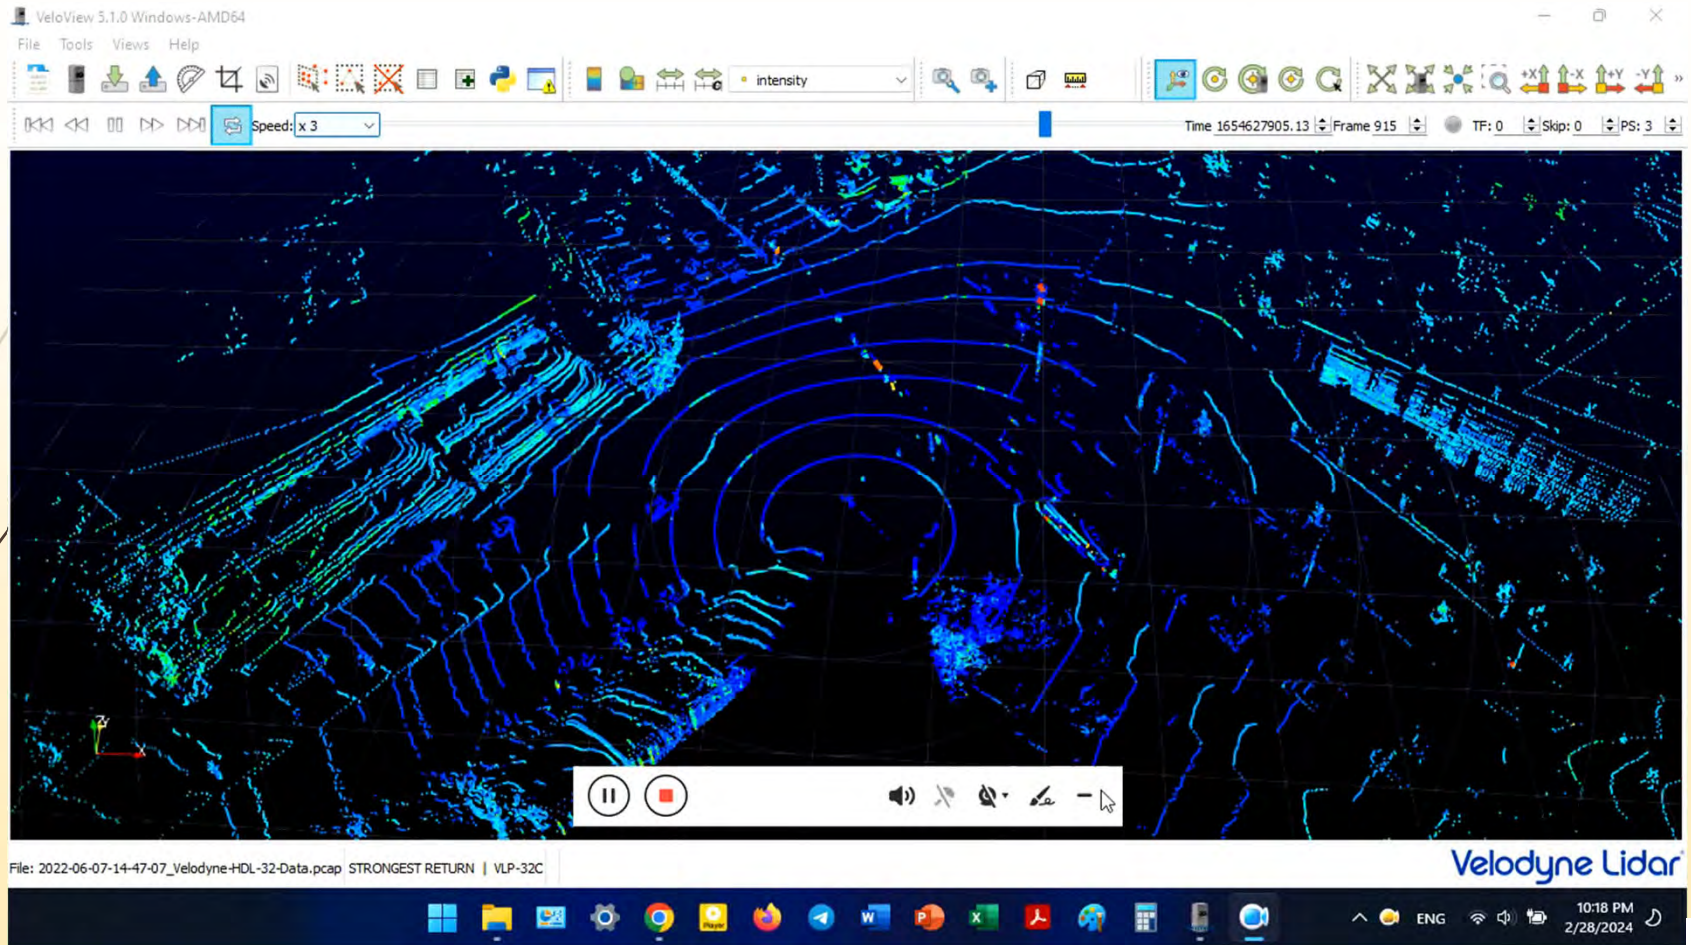 VeloView 5.1.0 Windows-AMD64
File Tools Views Help
intensity
+X -X +Y -Y »
Speed: x 3 Time 1654627905.13 Frame 915 TF: 0 Skip: 0 PS: 3
X
File: 2022-06-07-14-47-07_Velodyne-HDL-32-Data.pcap STRONGEST RETURN | VLP-32C
Velodyne Lidar
Player
W P X
ENG
10:18 PM
2/28/2024